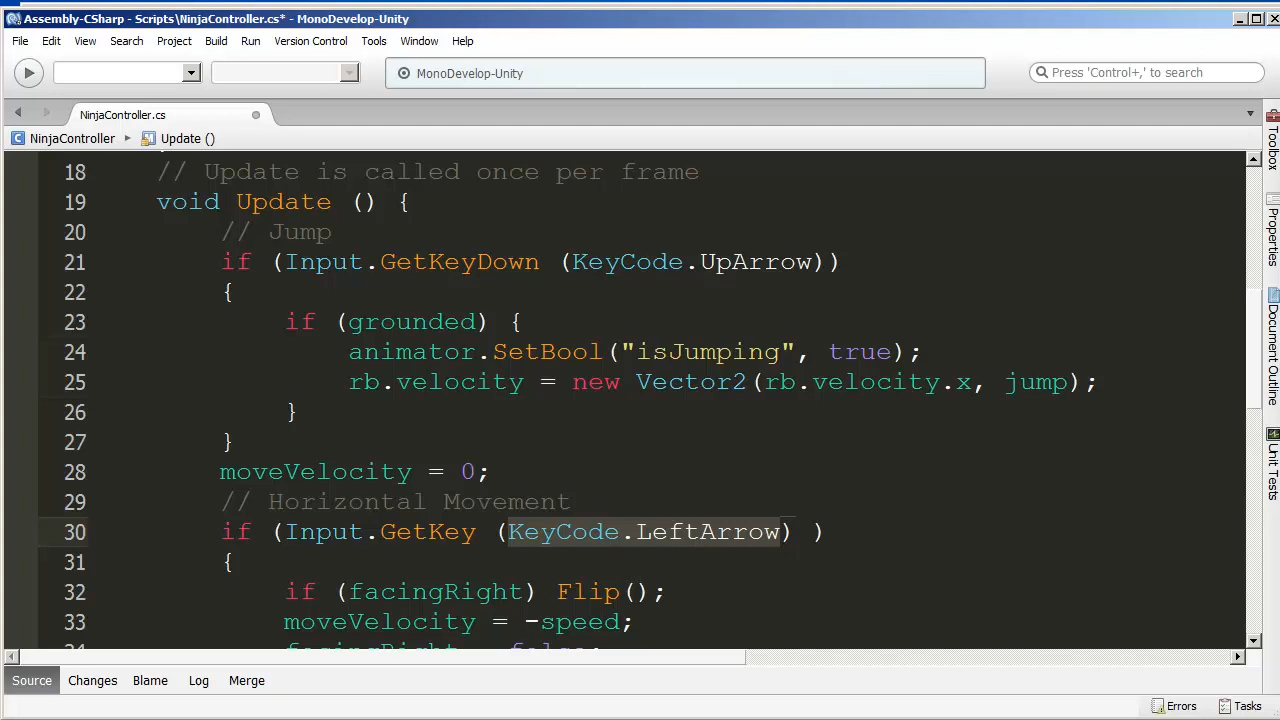 Assembly-CSharp - Scripts\NinjaController.cs* - MonoDevelop-Unity
File Edit View Search Project Build Run Version Control Tools Window Help
MonoDevelop-Unity
Press 'Control+,' to search
NinjaController.cs
NinjaController Update ()
18 // Update is called once per frame
19 void Update () {
20 // Jump
21 if (Input.GetKeyDown (KeyCode.UpArrow))
22 {
23 if (grounded) {
24 animator.SetBool("isJumping", true);
25 rb.velocity = new Vector2(rb.velocity.x, jump);
26 }
27 }
28 moveVelocity = 0;
29 // Horizontal Movement
30 if (Input.GetKey (KeyCode.LeftArrow) )
31 {
32 if (facingRight) Flip();
33 moveVelocity = -speed;
34 facingRight = false;
Toolbox
Properties
Document Outline
Unit Tests
Source Changes Blame Log Merge
Errors Tasks